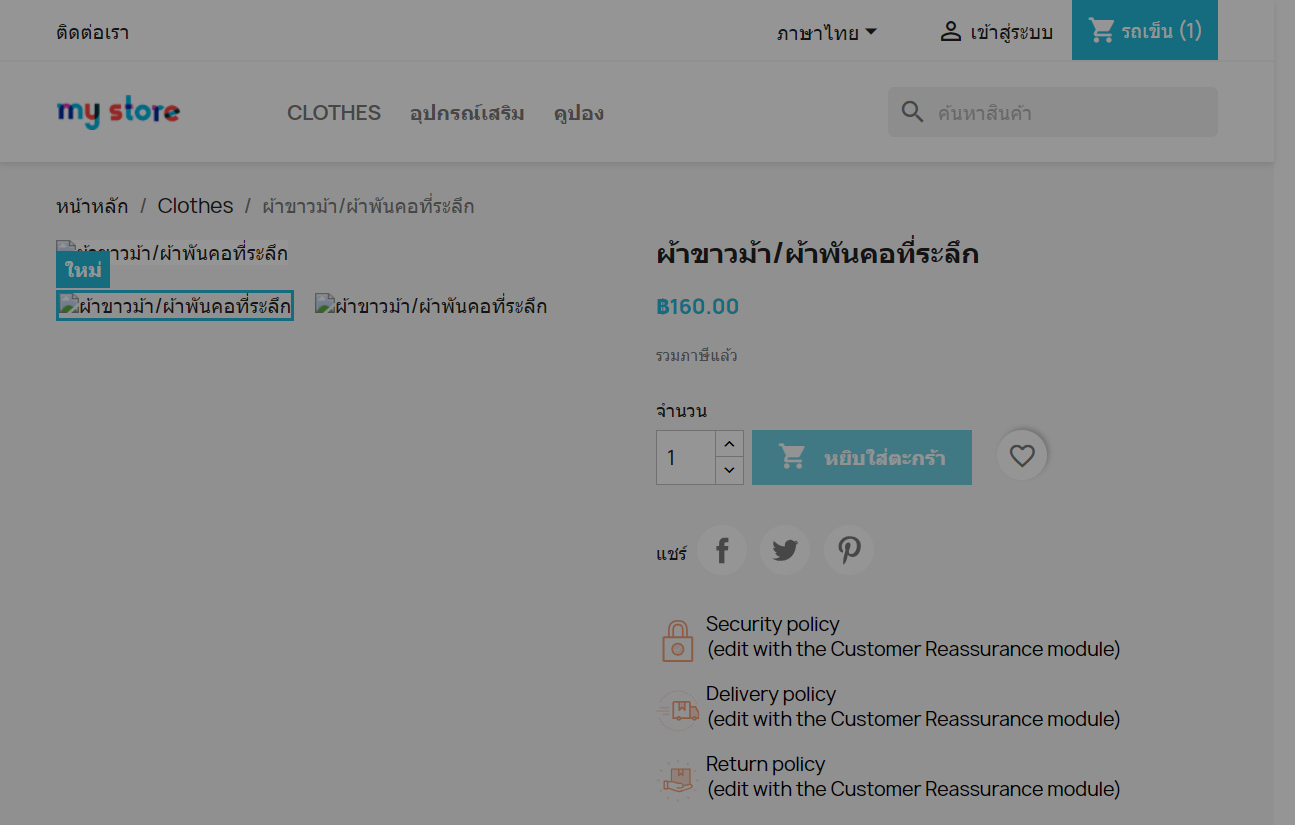 ติดต่อเรา
ภาษาไทย
เข้าสู่ระบบ
รถเข็น (1)
my store
CLOTHES
อุปกรณ์เสริม
คูปอง
ค้นหาสินค้า
หน้าหลัก / Clothes / ผ้าขาวม้า/ผ้าพันคอที่ระลึก
ผ้าขาวม้า/ผ้าพันคอที่ระลึก
ใหม่
ผ้าขาวม้า/ผ้าพันคอที่ระลึก
ผ้าขาวม้า/ผ้าพันคอที่ระลึก
ผ้าขาวม้า/ผ้าพันคอที่ระลึก
฿160.00
รวมภาษีแล้ว
จำนวน
1
หยิบใส่ตะกร้า
แชร์
Security policy
(edit with the Customer Reassurance module)
Delivery policy
(edit with the Customer Reassurance module)
Return policy
(edit with the Customer Reassurance module)